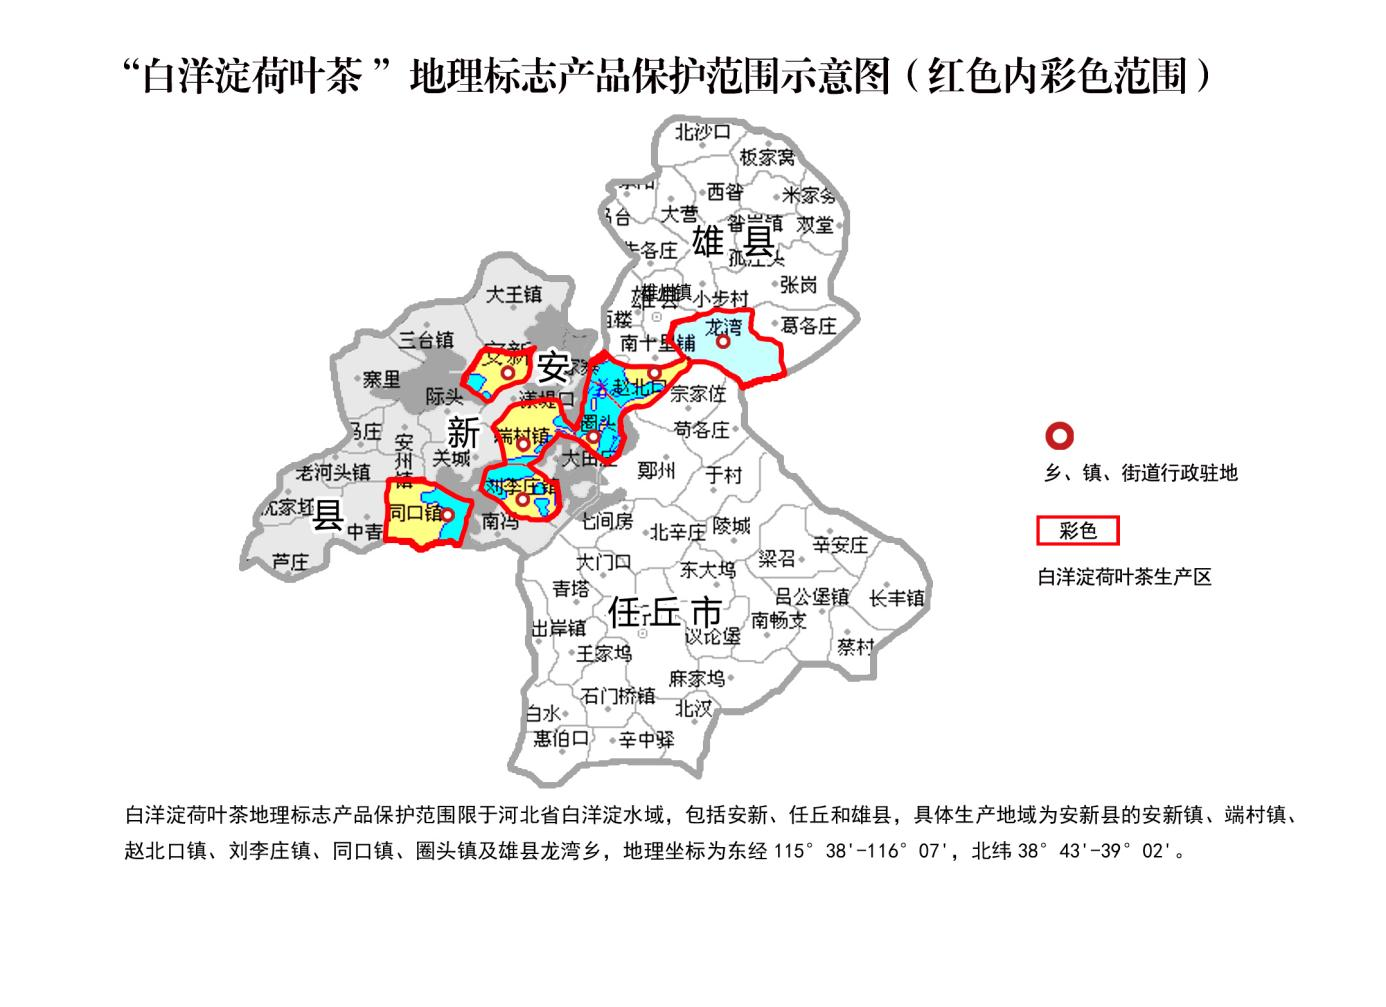 “白洋淀荷叶茶 ”地理标志产品保护范围示意图（红色内彩色范围）
北沙口
板家窝
西昝
米家务
大营
昝岗镇
双堂
雄县
各庄
张岗
雄州镇
小步村
龙湾
葛各庄
南十里铺
大王镇
三台镇
安新
安
寨里
际头
漾堤口
赵北口
宗家佐
圈头
苟各庄
新
端村镇
安州镇
关城
大田庄
鄚州
于村
老河头镇
刘李庄镇
县
同口镇
中青
南冯
七间房
北辛庄
陵城
芦庄
大门口
东大坞
梁召
辛安庄
青塔
吕公堡镇
长丰镇
任丘市
南畅支
出岸镇
议论堡
蔡村
王家坞
麻家坞
石门桥镇
北汉
白水
惠伯口
辛中驿
乡、镇、街道行政驻地
彩色
白洋淀荷叶茶生产区
白洋淀荷叶茶地理标志产品保护范围限于河北省白洋淀水域，包括安新、任丘和雄县，具体生产地域为安新县的安新镇、端村镇、
赵北口镇、刘李庄镇、同口镇、圈头镇及雄县龙湾乡，地理坐标为东经 115°38'-116°07'，北纬 38°43'-39°02'。